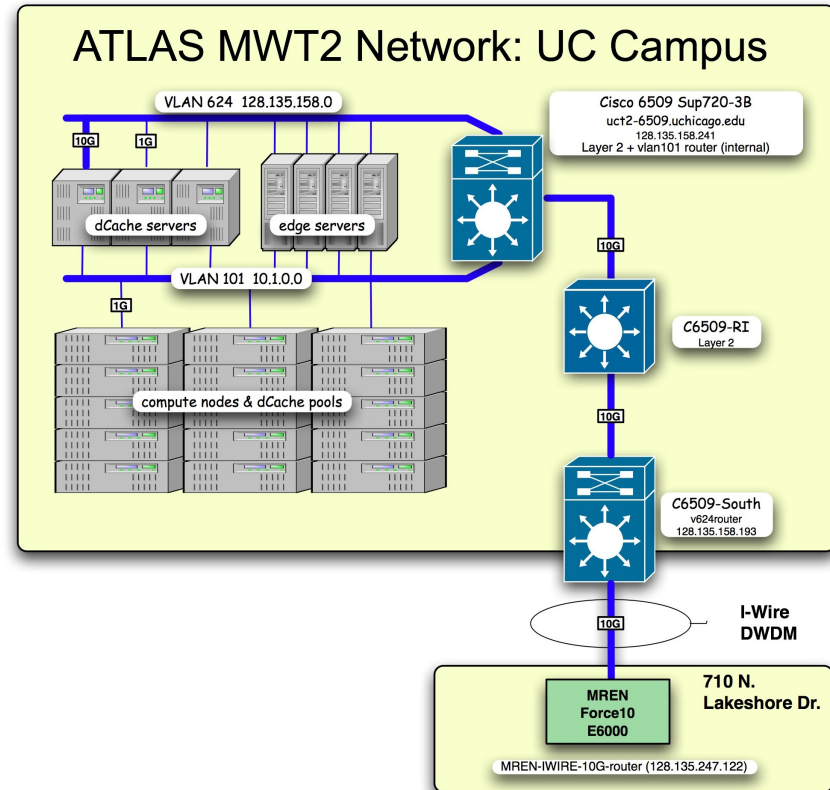 ATLAS MWT2 Network: UC Campus
VLAN 624  128.135.158.0
10G
1G
dCache servers
edge servers
VLAN 101  10.1.0.0
1G
compute nodes & dCache pools
Cisco 6509 Sup720-3B
uct2-6509.uchicago.edu
128.135.158.241
Layer 2 + vlan101 router (internal)
10G
C6509-RI
Layer 2
10G
C6509-South
v624router
128.135.158.193
10G
I-Wire
DWDM
MREN
Force10
E6000
710 N.
Lakeshore Dr.
MREN-IWIRE-10G-router (128.135.247.122)